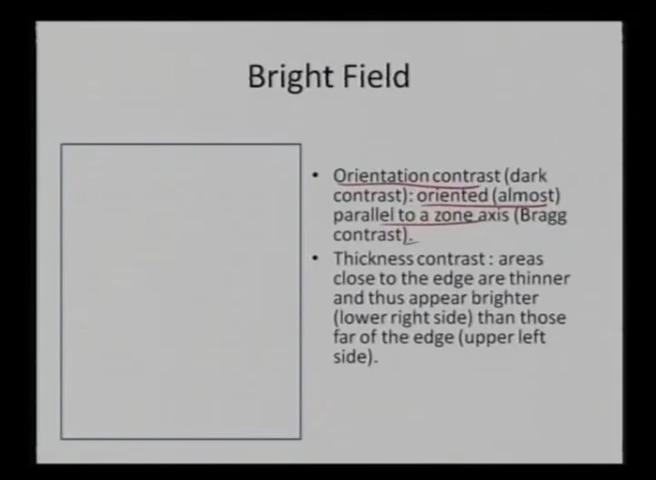 Bright Field
• Orientation contrast (dark
contrast): oriented (almost)
parallel to a zone axis (Bragg
contrast).
• Thickness contrast : areas
close to the edge are thinner
and thus appear brighter
(lower right side) than those
far of the edge (upper left
side).